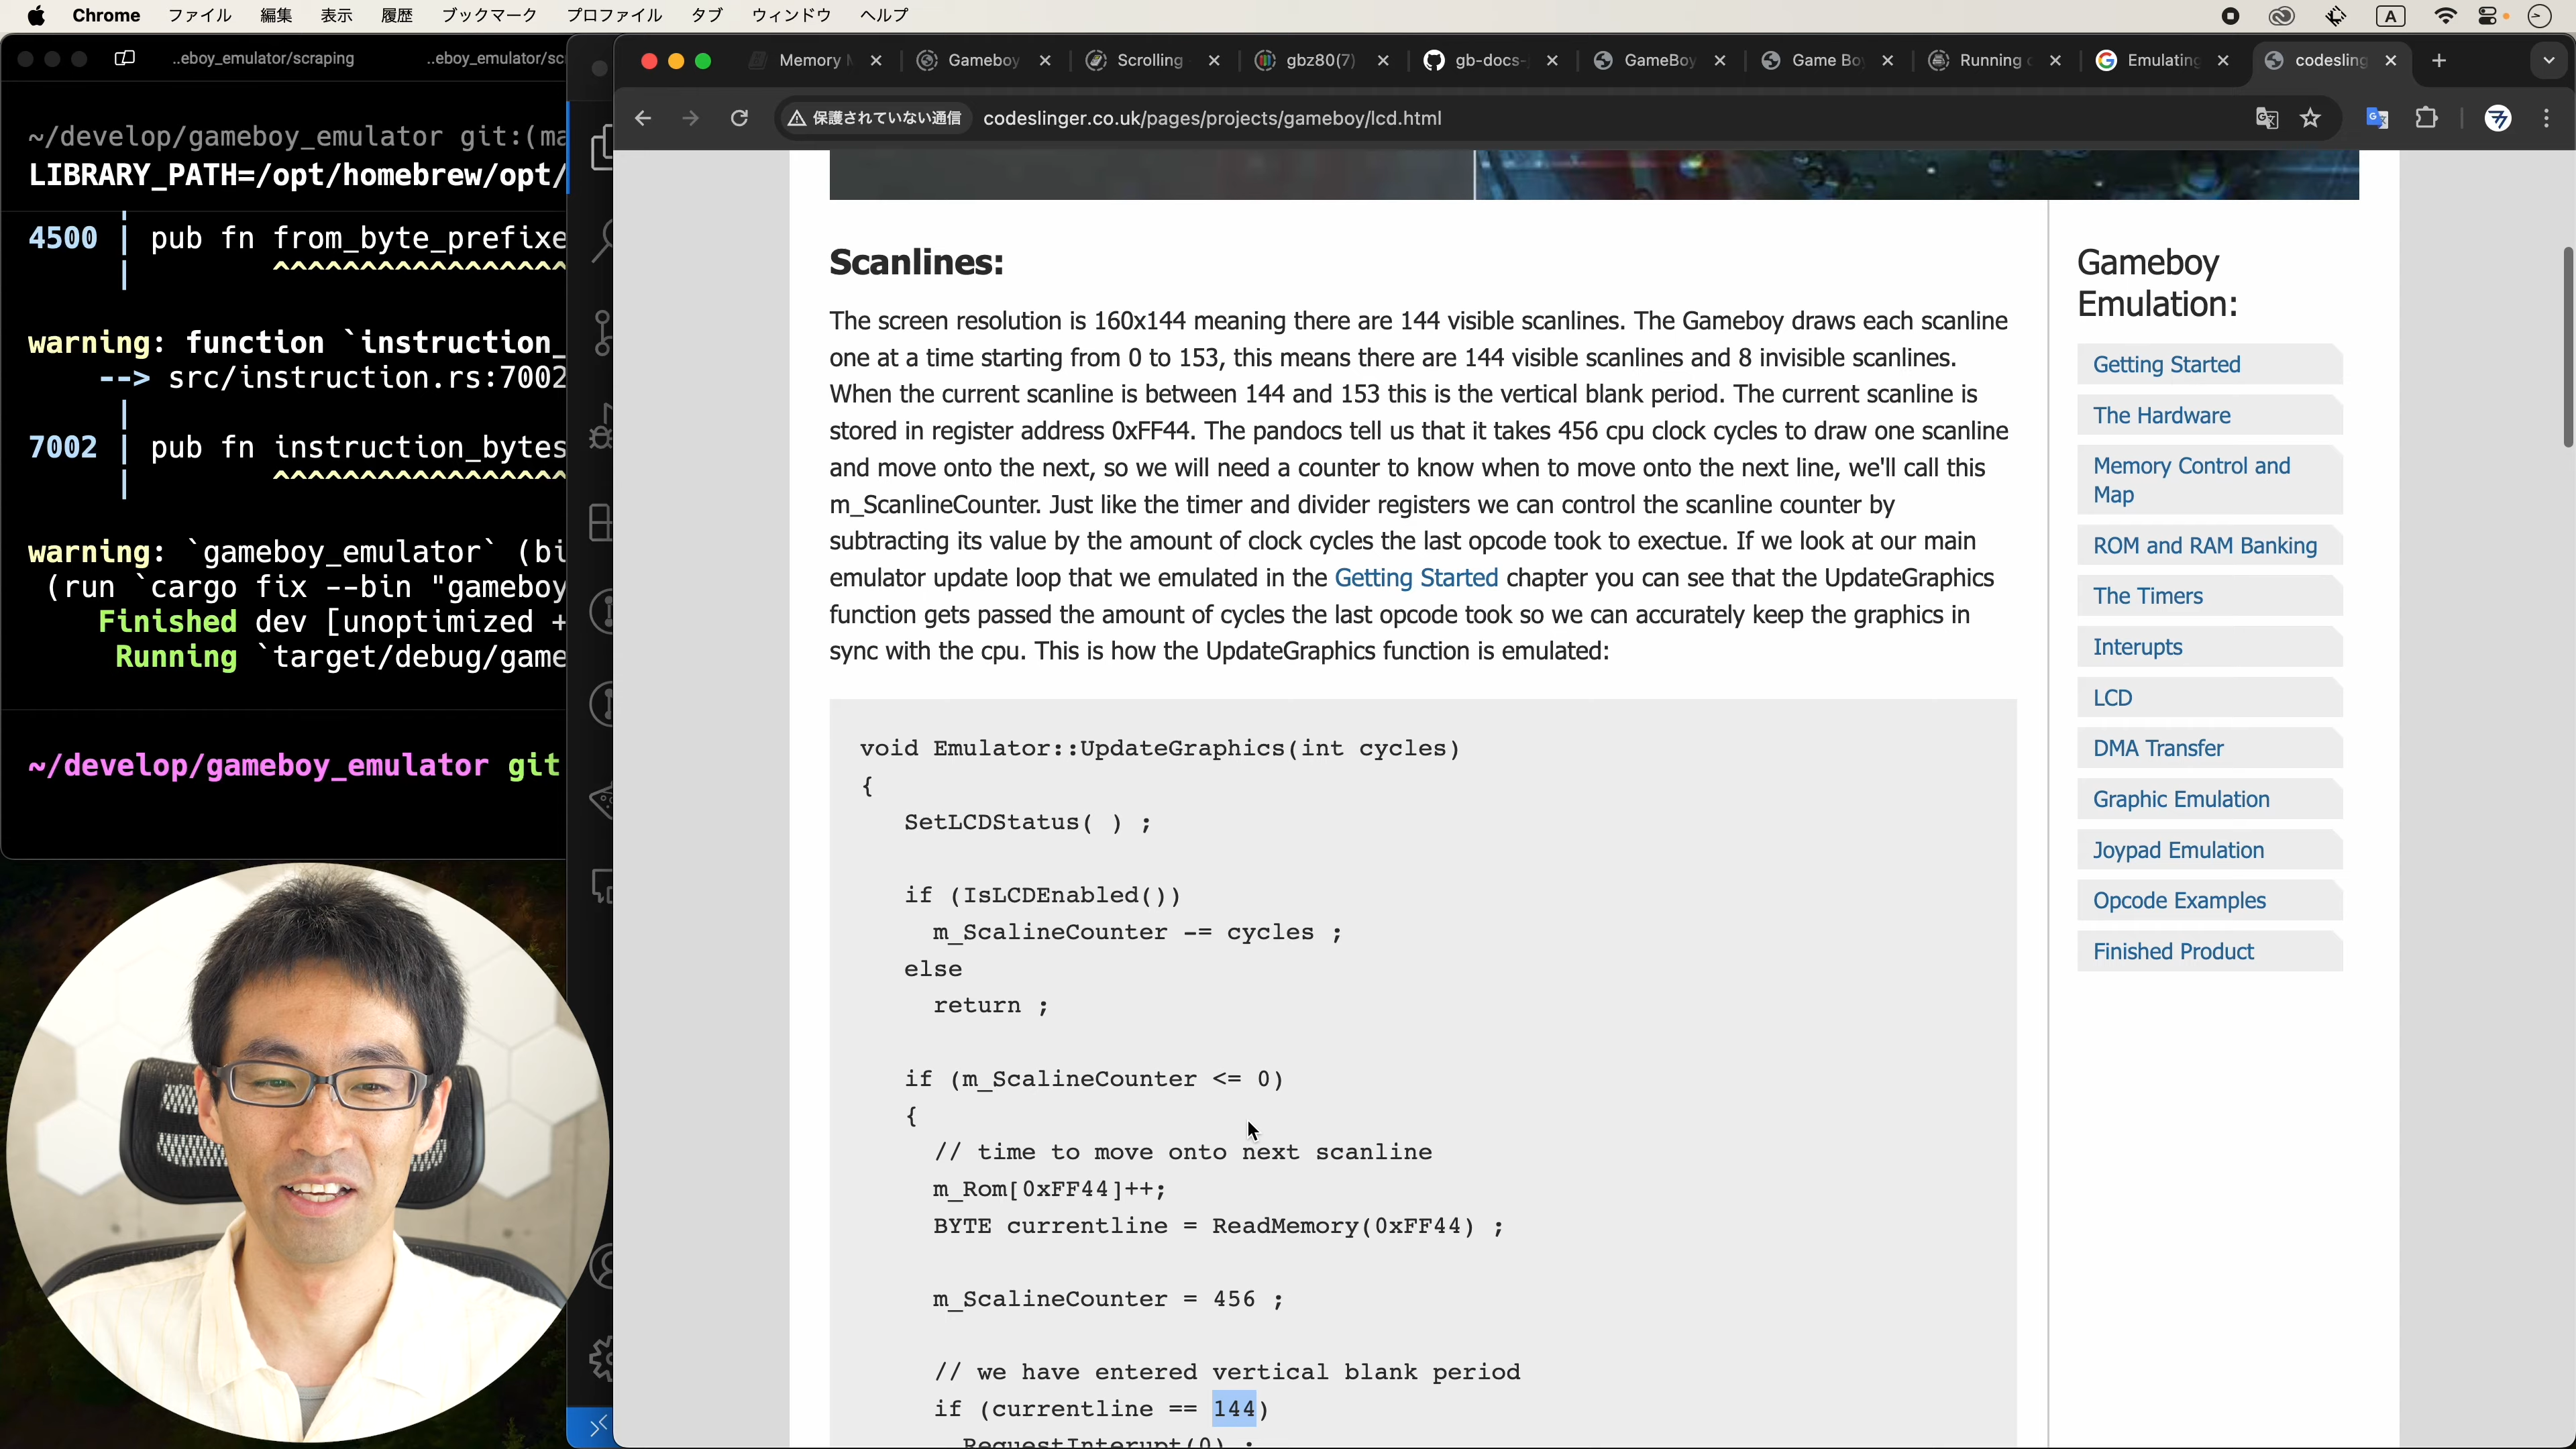 Chrome ファイル 編集 表示 履歴 ブックマーク プロファイル タブ ウィンドウ ヘルプ A
..eboy_emulator/scraping ..eboy_emulator/sc
~/develop/gameboy_emulator git:(ma
LIBRARY_PATH=/opt/homebrew/opt/
4500 | pub fn from_byte_prefixe
| ^^^^^^^^^^^^^^^^^
|
warning: function `instruction_
--> src/instruction.rs:7002
|
7002 | pub fn instruction_bytes
| ^^^^^^^^^^^^^^^^^
|
warning: `gameboy_emulator` (bi
(run `cargo fix --bin "gameboy
Finished dev [unoptimized +
Running `target/debug/game
~/develop/gameboy_emulator git
Memory Gameboy Scrolling gbz80(7) gb-docs- GameBoy Game Bo Running Emulating codesling
保護されていない通信 codeslinger.co.uk/pages/projects/gameboy/lcd.html
Scanlines:
The screen resolution is 160x144 meaning there are 144 visible scanlines. The Gameboy draws each scanline
one at a time starting from 0 to 153, this means there are 144 visible scanlines and 8 invisible scanlines.
When the current scanline is between 144 and 153 this is the vertical blank period. The current scanline is
stored in register address 0xFF44. The pandocs tell us that it takes 456 cpu clock cycles to draw one scanline
and move onto the next, so we will need a counter to know when to move onto the next line, we'll call this
m_ScanlineCounter. Just like the timer and divider registers we can control the scanline counter by
subtracting its value by the amount of clock cycles the last opcode took to exectue. If we look at our main
emulator update loop that we emulated in the Getting Started chapter you can see that the UpdateGraphics
function gets passed the amount of cycles the last opcode took so we can accurately keep the graphics in
sync with the cpu. This is how the UpdateGraphics function is emulated:
void Emulator::UpdateGraphics(int cycles)
{
SetLCDStatus( ) ;
if (IsLCDEnabled())
m_ScalineCounter -= cycles ;
else
return ;
if (m_ScalineCounter <= 0)
{
// time to move onto next scanline
m_Rom[0xFF44]++;
BYTE currentline = ReadMemory(0xFF44) ;
m_ScalineCounter = 456 ;
// we have entered vertical blank period
if (currentline == 144)
RequestInterupt(0) ;
Gameboy
Emulation:
Getting Started
The Hardware
Memory Control and
Map
ROM and RAM Banking
The Timers
Interupts
LCD
DMA Transfer
Graphic Emulation
Joypad Emulation
Opcode Examples
Finished Product